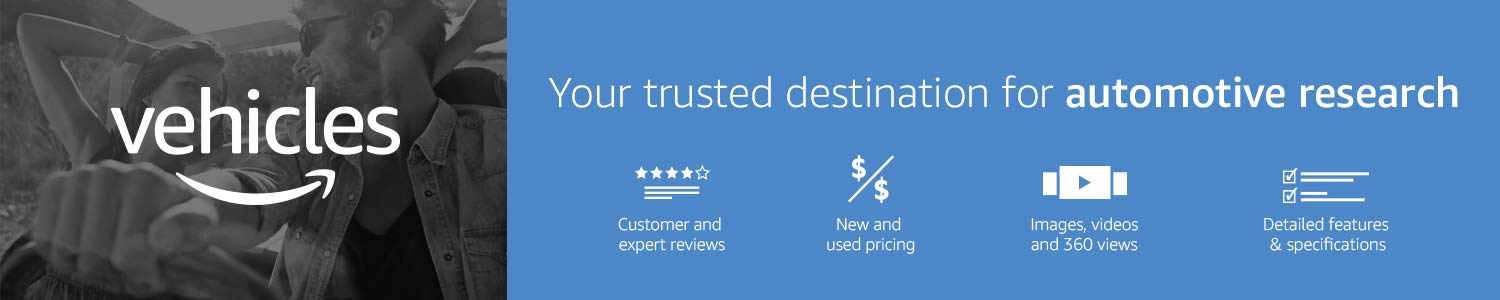 vehicles
Your trusted destination for automotive research
Customer and
expert reviews
New and
used pricing
Images, videos
and 360 views
Detailed features
& specifications